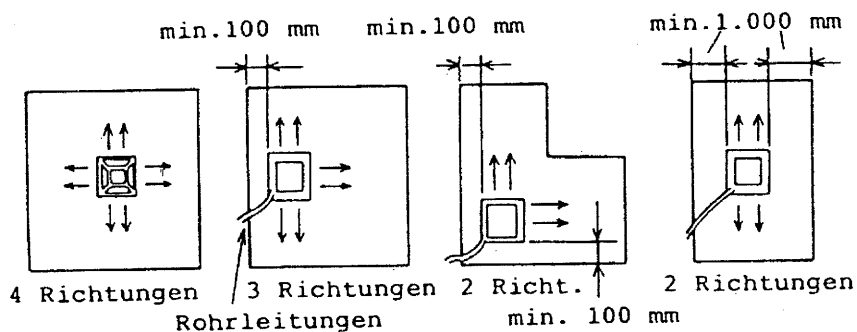 min.100 mm min.100 mm min.1.000 mm
4 Richtungen 3 Richtungen 2 Richt. 2 Richtungen
Rohrleitungen min. 100 mm